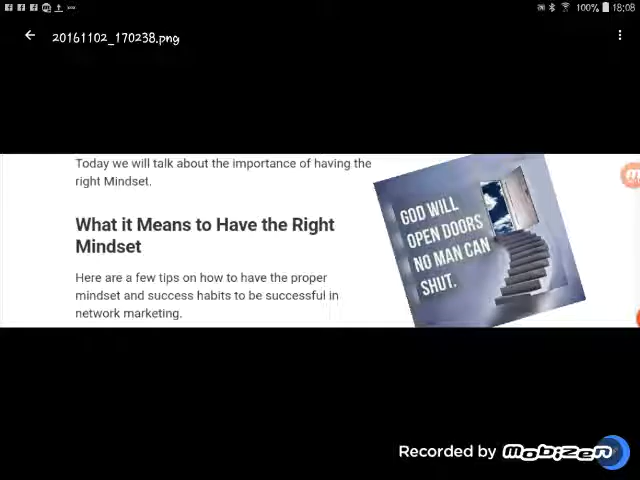 100% 18:08
20161102_170238.png
Today we will talk about the importance of having the
right Mindset.
What it Means to Have the Right
Mindset
Here are a few tips on how to have the proper
mindset and success habits to be successful in
network marketing.
GOD WILL
OPEN DOORS
NO MAN CAN
SHUT.
Recorded by mobizen